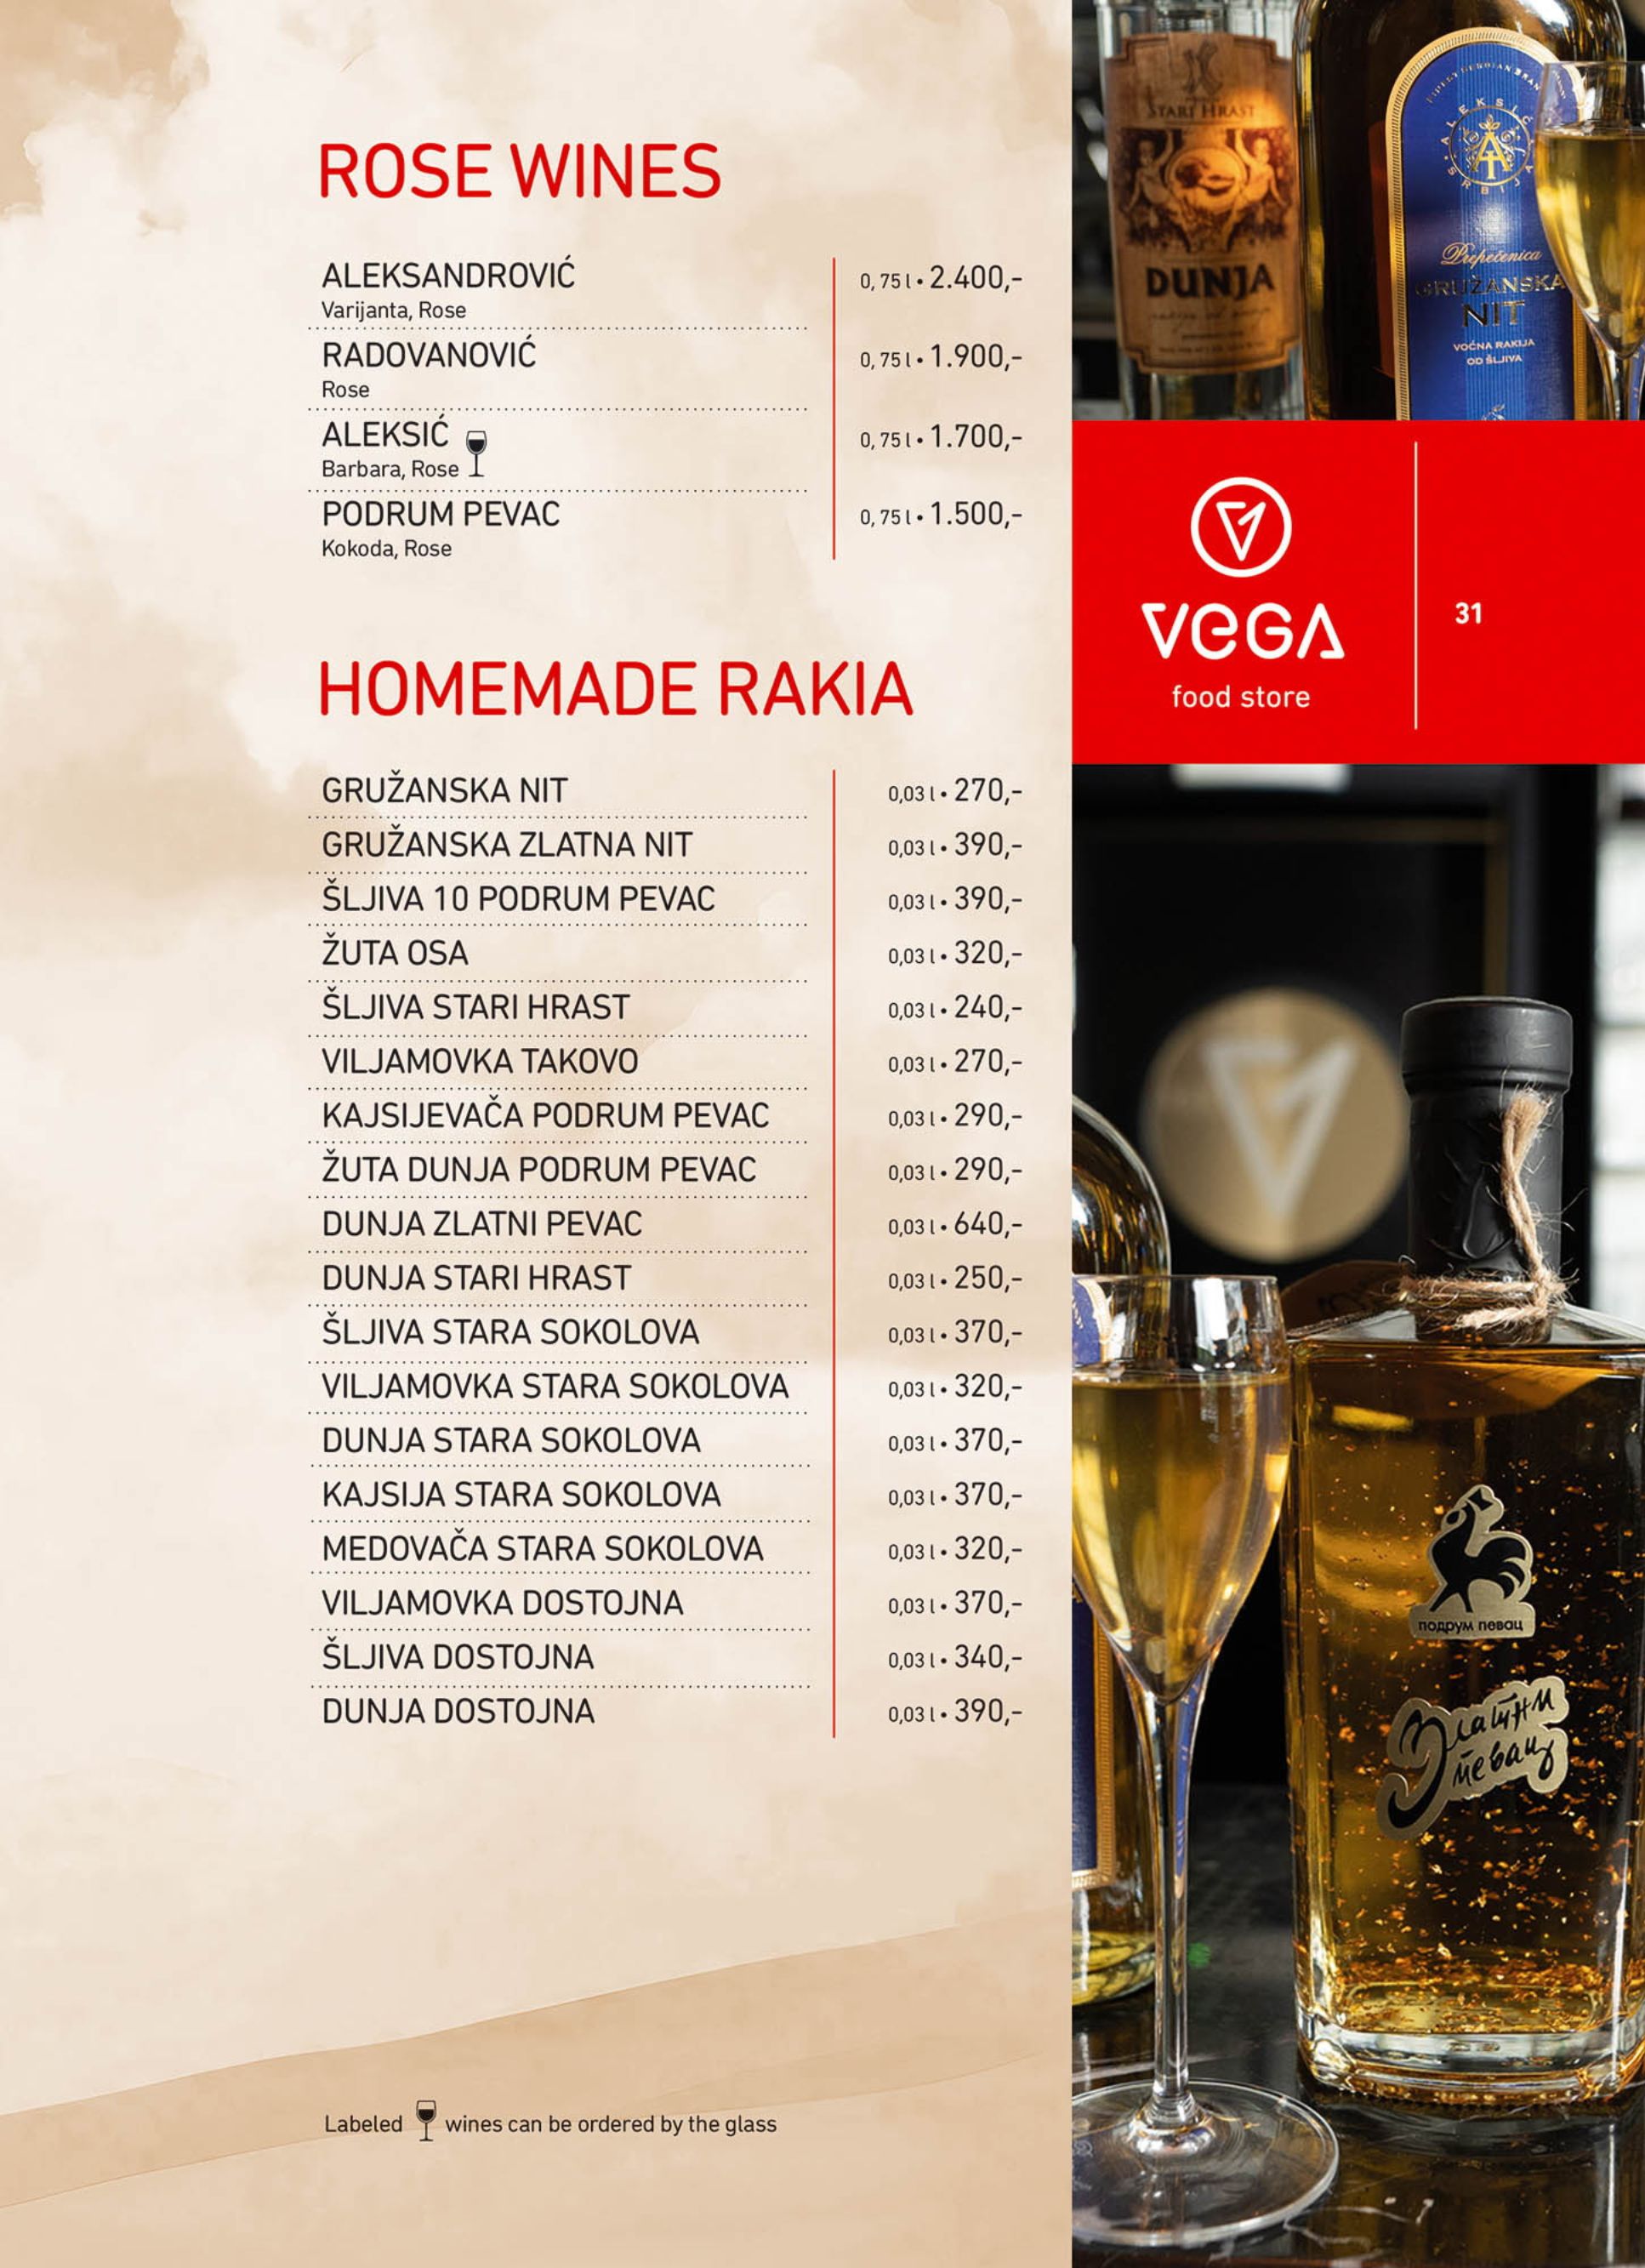 ROSE WINES
ALEKSANDROVIĆ 0,75 l • 2.400,-
Varijanta, Rose
RADOVANOVIĆ 0,75 l • 1.900,-
Rose
ALEKSIĆ 0,75 l • 1.700,-
Barbara, Rose
PODRUM PEVAC 0,75 l • 1.500,-
Kokoda, Rose
HOMEMADE RAKIA
GRUŽANSKA NIT 0,03 l • 270,-
GRUŽANSKA ZLATNA NIT 0,03 l • 390,-
ŠLJIVA 10 PODRUM PEVAC 0,03 l • 390,-
ŽUTA OSA 0,03 l • 320,-
ŠLJIVA STARI HRAST 0,03 l • 240,-
VILJAMOVKA TAKOVO 0,03 l • 270,-
KAJSIJEVAČA PODRUM PEVAC 0,03 l • 290,-
ŽUTA DUNJA PODRUM PEVAC 0,03 l • 290,-
DUNJA ZLATNI PEVAC 0,03 l • 640,-
DUNJA STARI HRAST 0,03 l • 250,-
ŠLJIVA STARA SOKOLOVA 0,03 l • 370,-
VILJAMOVKA STARA SOKOLOVA 0,03 l • 320,-
DUNJA STARA SOKOLOVA 0,03 l • 370,-
KAJSIJA STARA SOKOLOVA 0,03 l • 370,-
MEDOVAČA STARA SOKOLOVA 0,03 l • 320,-
VILJAMOVKA DOSTOJNA 0,03 l • 370,-
ŠLJIVA DOSTOJNA 0,03 l • 340,-
DUNJA DOSTOJNA 0,03 l • 390,-
Labeled wines can be ordered by the glass
STARI HRAST
DUNJA
ALEKSIĆ
SRBIJA
Prepečenica
GRUŽANSKA
NIT
VOĆNA RAKIJA
OD ŠLJIVA
VEGA
food store
31
подрум певац
Златни
певац